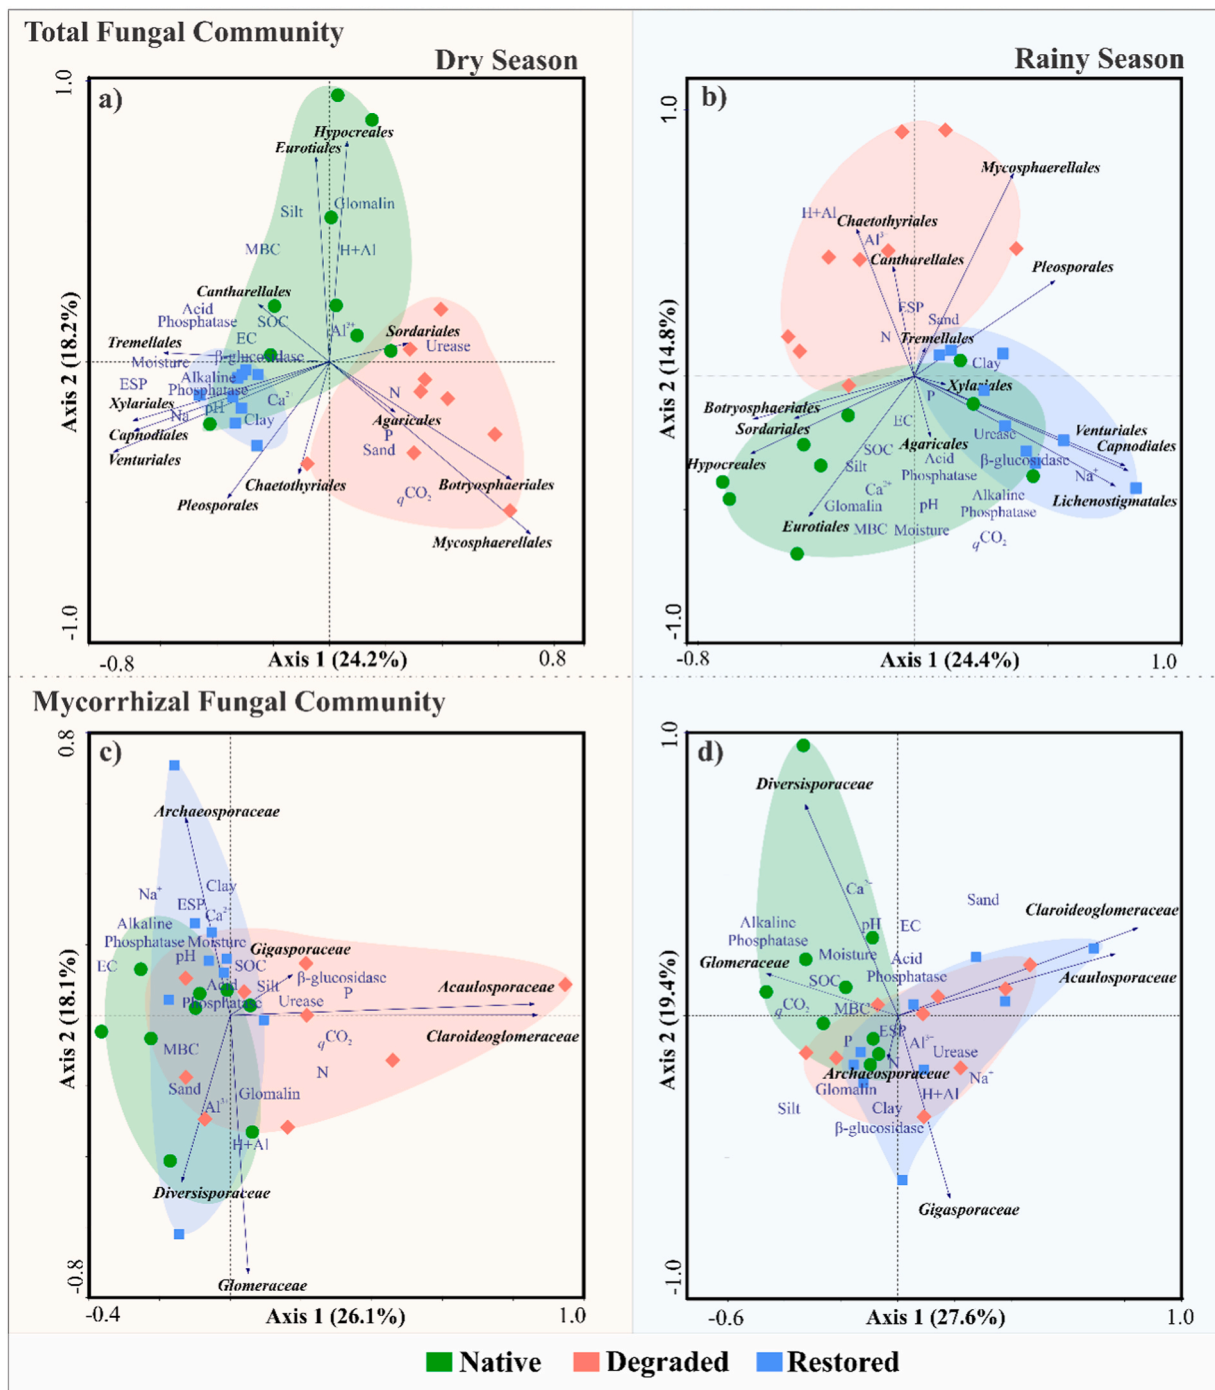 Total Fungal Community
Dry Season
Rainy Season
a)
1.0
Hypocreales
Eurotiales
Silt
Glomalin
MBC
H+Al
Cantharellales
Acid
Phosphatase
SOC
Al³⁺
Sordariales
EC
Urease
Tremellales
β-glucosidase
Moisture
Alkaline
Phosphatase
ESP
N
Ca²
Xylariales
pH
Na
Clay
Agaricales
P
Capnodiales
Sand
Venturiales
Chaetothyriales
Botryosphaeriales
Pleosporales
qCO₂
Mycosphaerellales
Axis 2 (18.2%)
-1.0
-0.8
Axis 1 (24.2%)
0.8
b)
1.0
Mycosphaerellales
H+Al
Chaetothyriales
Al³
Cantharellales
Pleosporales
ESP
Sand
N
Tremellales
Clay
Xylariales
P
Botryosphaeriales
EC
Sordariales
Urease
Venturiales
Agaricales
Capnodiales
SOC
Hypocreales
Silt
Acid
Phosphatase
β-glucosidase
Na⁺
Ca²⁺
Alkaline
Phosphatase
Lichenostigmatales
Glomalin
pH
Eurotiales
MBC
Moisture
qCO₂
Axis 2 (14.8%)
-1.0
-0.8
Axis 1 (24.4%)
1.0
Mycorrhizal Fungal Community
c)
0.8
Archaeosporaceae
Na⁺
Clay
ESP
Ca²⁺
Alkaline
Phosphatase
Moisture
Gigasporaceae
pH
EC
SOC
β-glucosidase
Acid
Phosphatase
Silt
P
Acaulosporaceae
Urease
Claroideoglomeraceae
qCO₂
MBC
N
Sand
Glomalin
Al³⁺
H+Al
Diversisporaceae
Glomeraceae
Axis 2 (18.1%)
-0.8
-0.4
Axis 1 (26.1%)
1.0
d)
1.0
Diversisporaceae
Ca²⁺
Sand
Claroideoglomeraceae
Alkaline
Phosphatase
pH
EC
Moisture
Glomeraceae
Acid
Phosphatase
Acaulosporaceae
SOC
qCO₂
MBC
ESP
P
Al³⁺
Urease
N
Archaeosporaceae
Na⁺
Glomalin
H+Al
Silt
Clay
β-glucosidase
Gigasporaceae
Axis 2 (19.4%)
-1.0
-0.6
Axis 1 (27.6%)
1.0
Native
Degraded
Restored